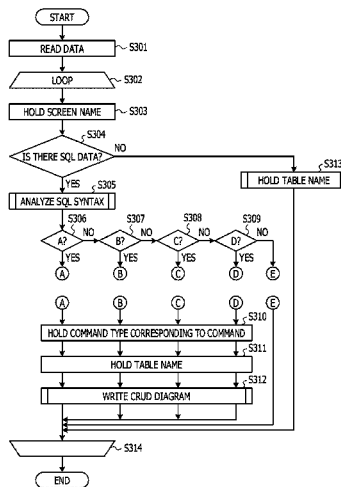 START
READ DATA S301
LOOP S302
HOLD SCREEN NAME S303
S304
IS THERE SQL DATA? NO
YES
S313
HOLD TABLE NAME
S305
ANALYZE SQL SYNTAX
S306 S307 S308 S309
A? NO B? NO C? NO D? NO
YES YES YES YES
A B C D E
A B C D E
S310
HOLD COMMAND TYPE CORRESPONDING TO COMMAND
S311
HOLD TABLE NAME
S312
WRITE CRUD DIAGRAM
S314
END